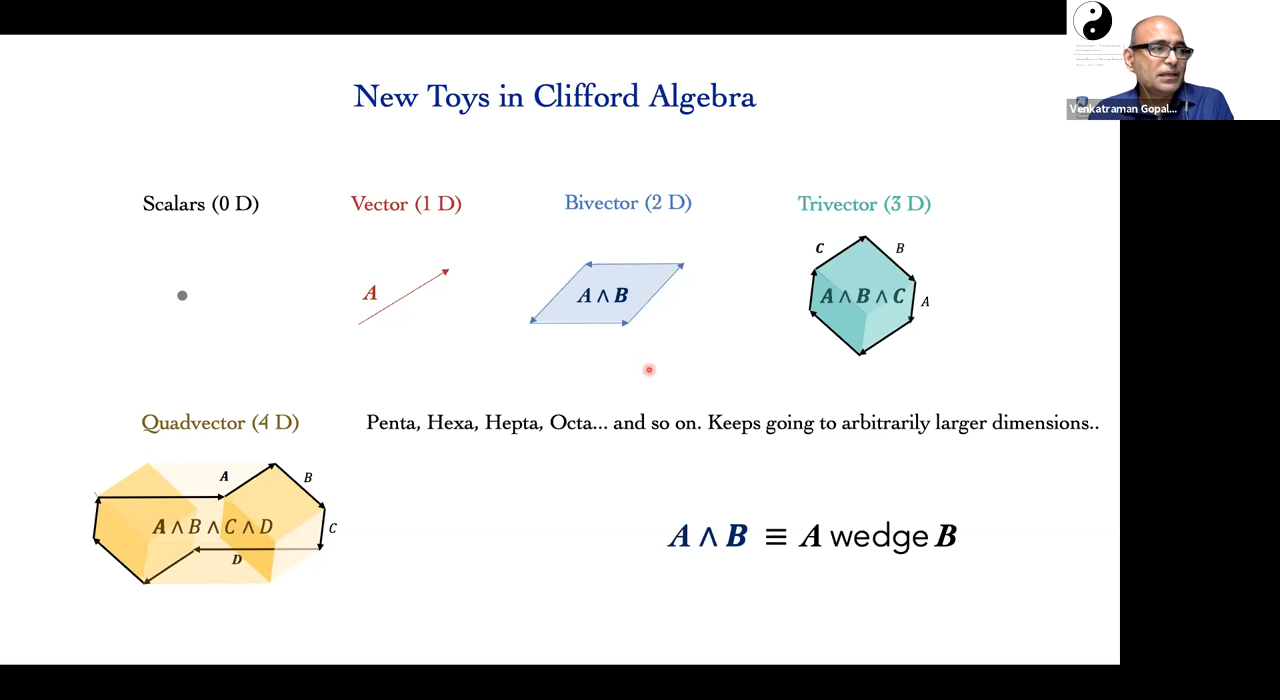 New Toys in Clifford Algebra
Venkatraman Gopal...
Scalars (0 D)
Vector (1 D)
Bivector (2 D)
Trivector (3 D)
A
A ∧ B
C
B
A ∧ B ∧ C
A
Quadvector (4 D)
Penta, Hexa, Hepta, Octa... and so on. Keeps going to arbitrarily larger dimensions..
A
B
A ∧ B ∧ C ∧ D
C
D
A ∧ B ≡ A wedge B